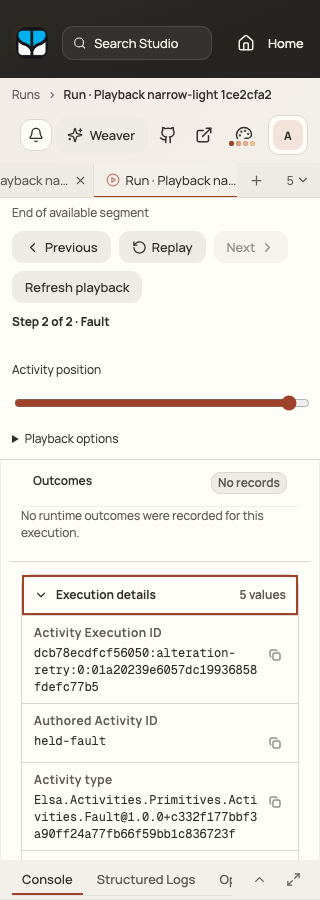 Search Studio
Home
Runs › Run · Playback narrow-light 1ce2cfa2
Weaver
A
ayback na... × Run · Playback na... + 5
End of available segment
Previous Replay Next
Refresh playback
Step 2 of 2 · Fault
Activity position
Playback options
Outcomes No records
No runtime outcomes were recorded for this
execution.
Execution details 5 values
Activity Execution ID
dcb78ecdfcf56050:alteration-
retry:0:01a20239e6057dc19936858
fdefc77b5
Authored Activity ID
held-fault
Activity type
Elsa.Activities.Primitives.Acti
vities.Fault@1.0.0+c332f177bbf3
a90ff24a77fb66f59bb1c836723f
Console Structured Logs